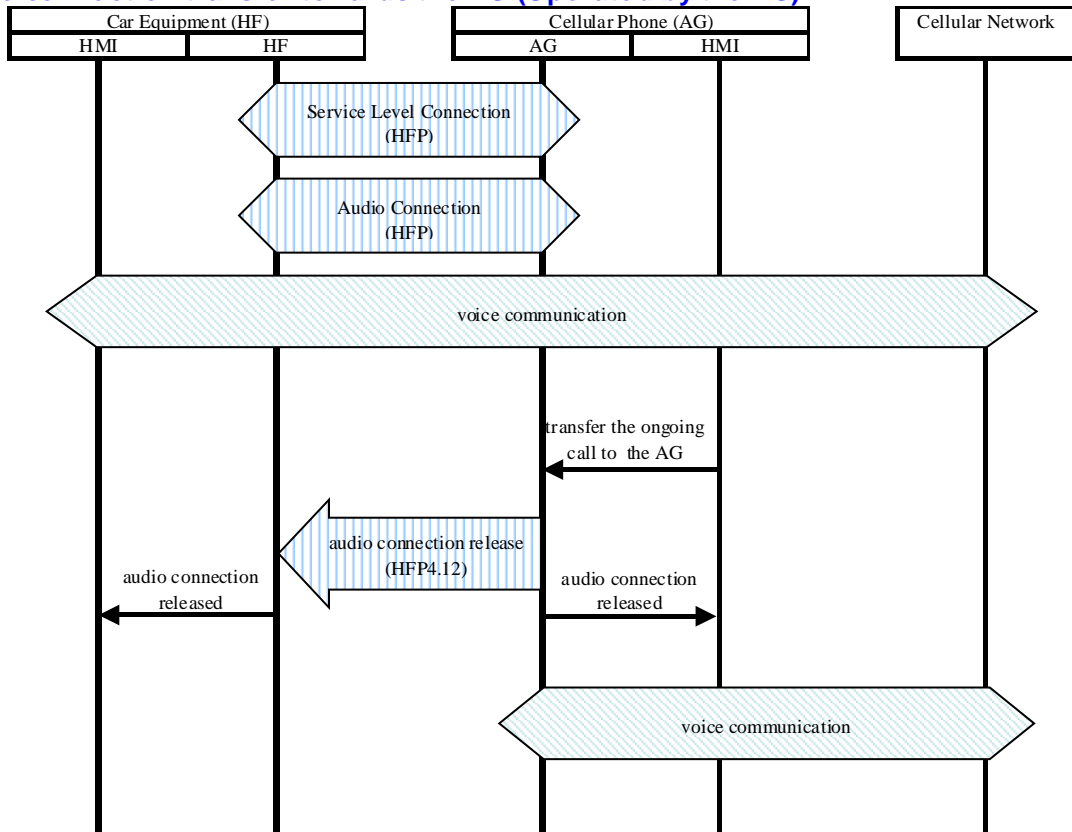 Car Equipment (HF)
HMI
HF
Cellular Phone (AG)
AG
HMI
Cellular Network
Service Level Connection
(HFP)
Audio Connection
(HFP)
voice communication
transfer the ongoing
call to the AG
audio connection release
(HFP4.12)
audio connection
released
audio connection
released
voice communication